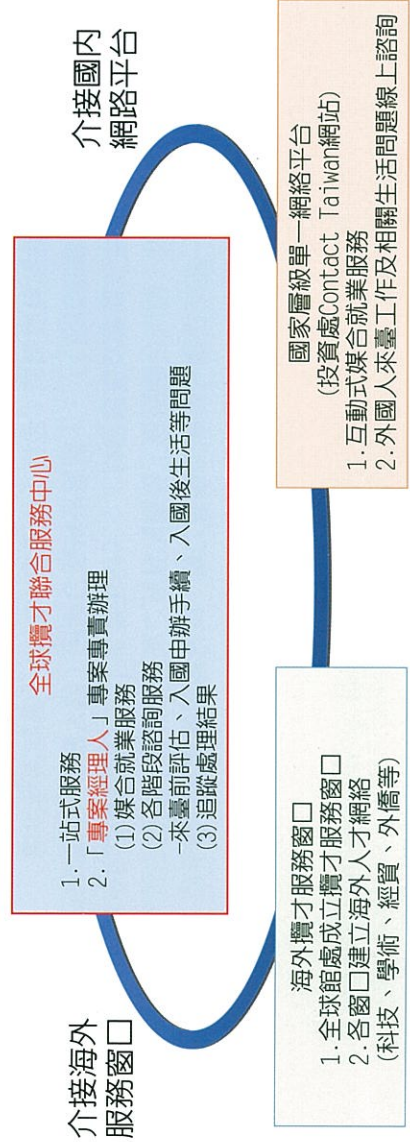 全球攬才聯合服務中心
1.一站式服務
2.「專案經理人」專案專責辦理
(1)媒合就業服務
(2)各階段諮詢服務
-來臺前評估、入國申辦手續、入國後生活等問題
(3)追蹤處理結果
介接海外
服務窗口
介接國內
網路平台
海外攬才服務窗口
1.全球館處成立攬才服務窗口
2.各窗口建立海外人才網絡
(科技、學術、經貿、外僑等)
國家層級單一網絡平台
(投資處Contact Taiwan網站)
1.互動式媒合就業服務
2.外國人來臺工作及相關生活問題線上諮詢